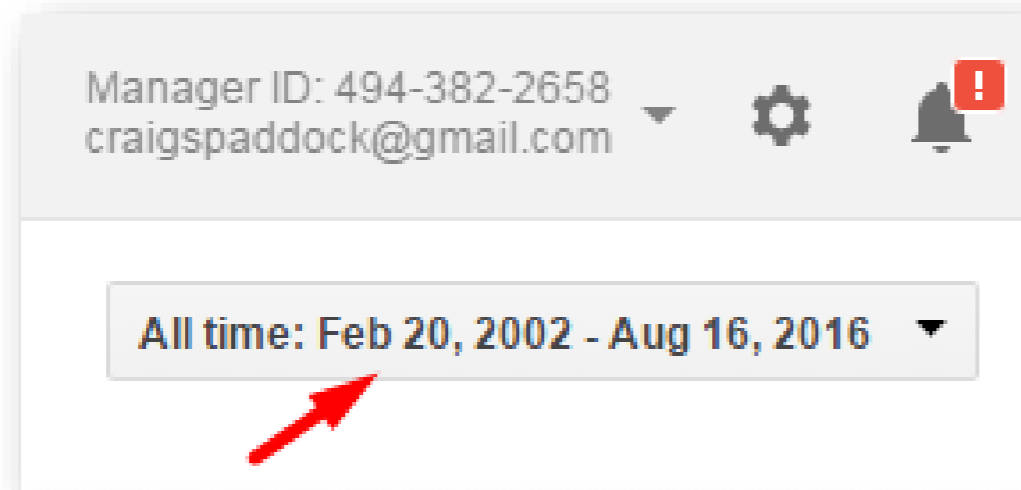 Manager ID: 494-382-2658
craigspaddock@gmail.com
!
All time: Feb 20, 2002 - Aug 16, 2016